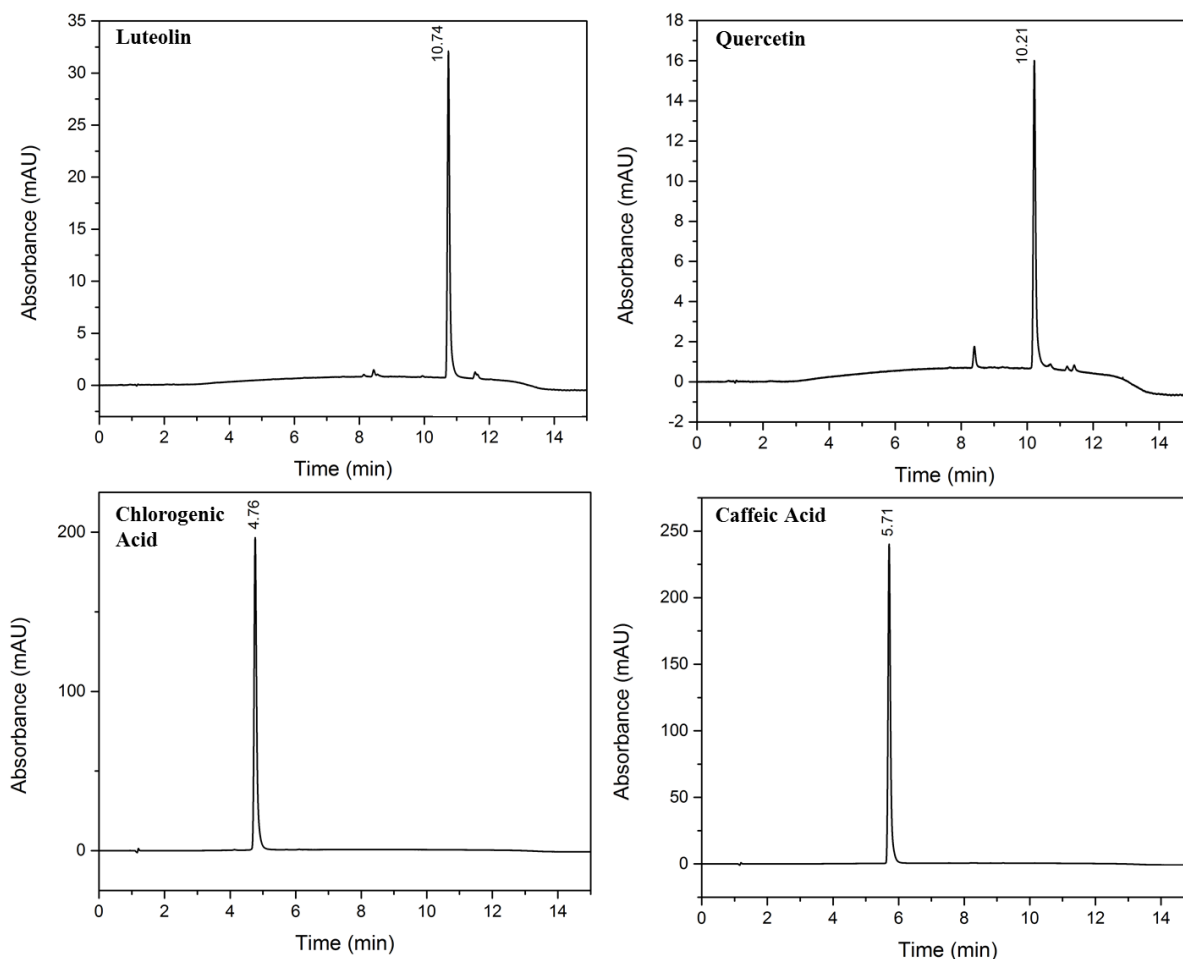 Luteolin
10.74
35
30
25
20
15
10
5
0
Absorbance (mAU)
0 2 4 6 8 10 12 14
Time (min)
Quercetin
10.21
18
16
14
12
10
8
6
4
2
0
-2
Absorbance (mAU)
0 2 4 6 8 10 12 14
Time (min)
Chlorogenic
Acid
4.76
200
100
0
Absorbance (mAU)
0 2 4 6 8 10 12 14
Time (min)
Caffeic Acid
5.71
250
200
150
100
50
0
Absorbance (mAU)
0 2 4 6 8 10 12 14
Time (min)